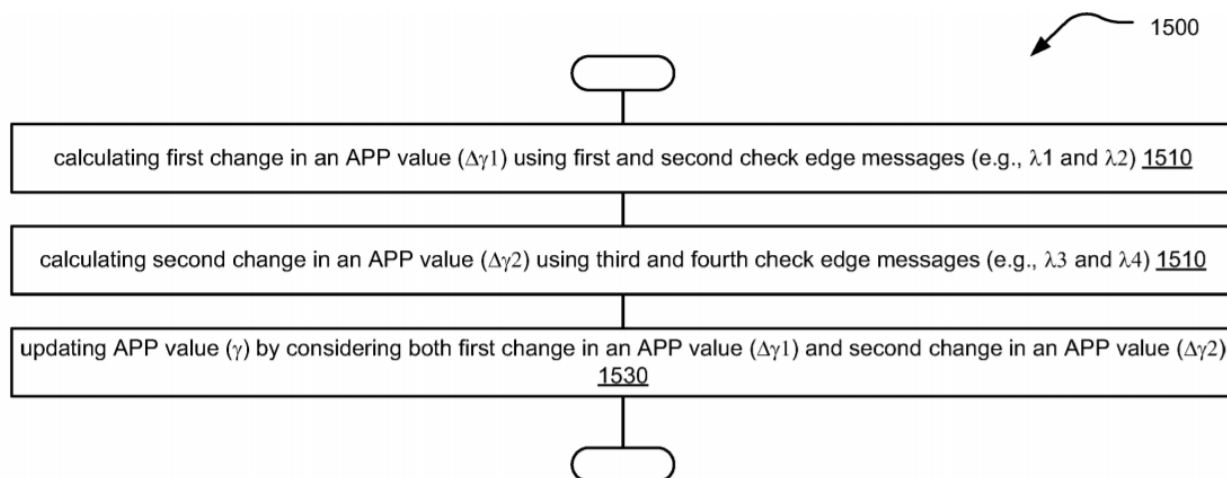 1500
calculating first change in an APP value (Δγ1) using first and second check edge messages (e.g., λ1 and λ2) 1510
calculating second change in an APP value (Δγ2) using third and fourth check edge messages (e.g., λ3 and λ4) 1510
updating APP value (γ) by considering both first change in an APP value (Δγ1) and second change in an APP value (Δγ2)
1530